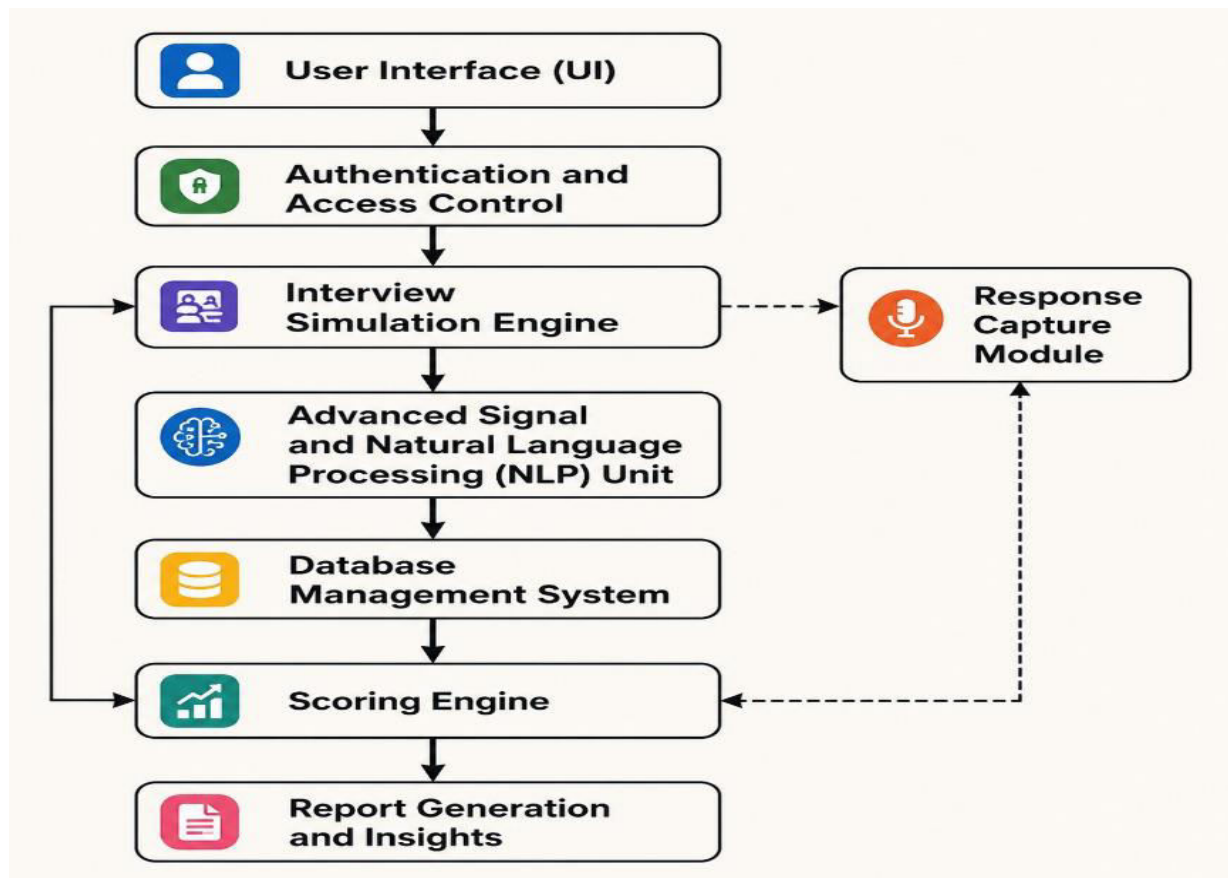 User Interface (UI)
Authentication and
Access Control
Interview
Simulation Engine
Response
Capture
Module
Advanced Signal
and Natural Language
Processing (NLP) Unit
Database
Management System
Scoring Engine
Report Generation
and Insights